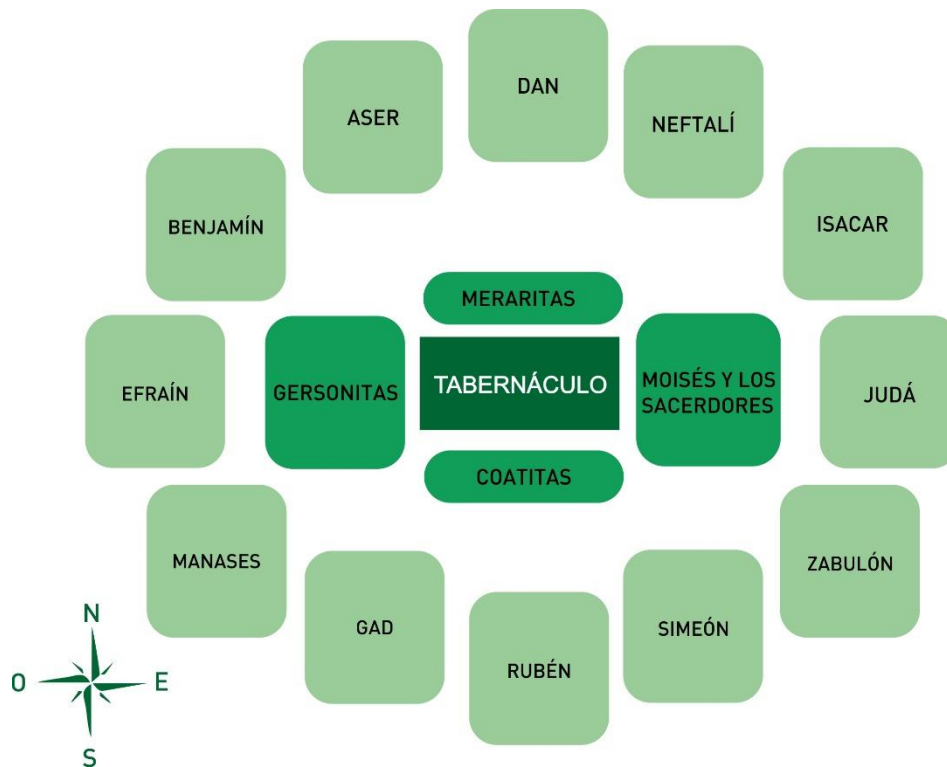 DAN
ASER
NEFTALÍ
BENJAMÍN
ISACAR
MERARITAS
EFRAÍN
GERSONITAS
TABERNÁCULO
MOISÉS Y LOS
SACERDORES
JUDÁ
COATITAS
MANASES
ZABULÓN
GAD
SIMEÓN
RUBÉN
N
O
E
S